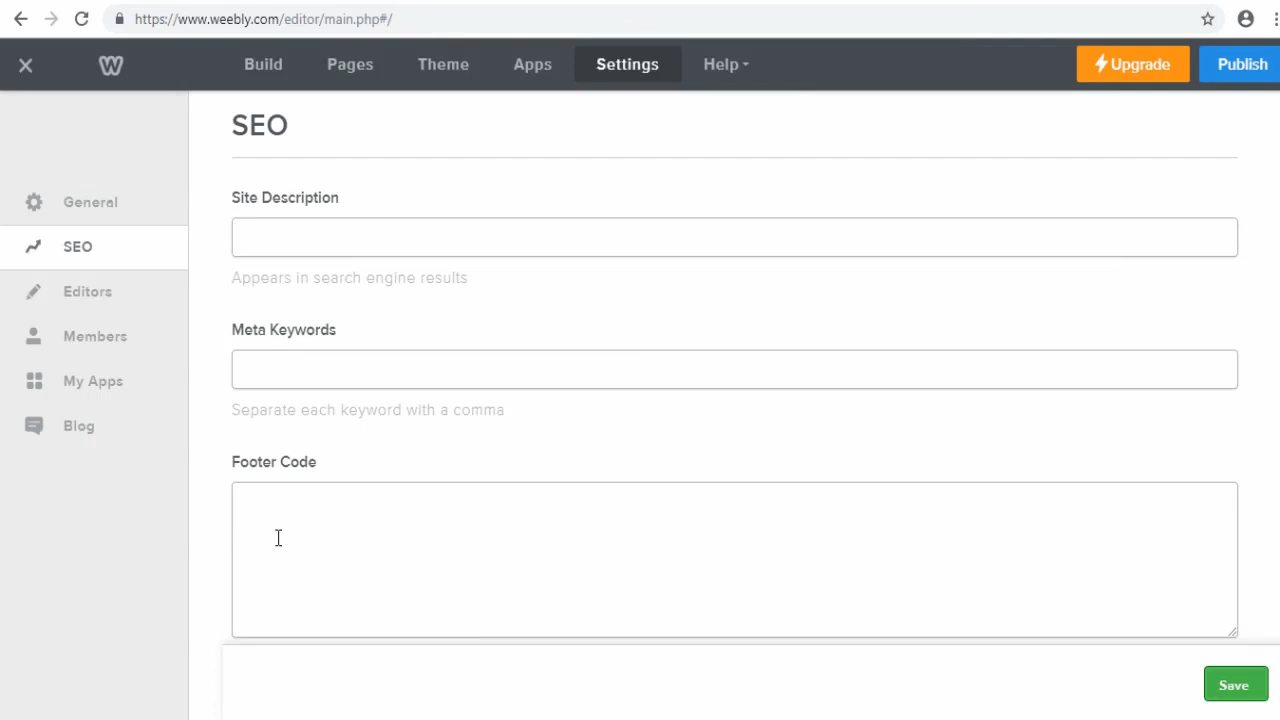 https://www.weebly.com/editor/main.php#/
Build Pages Theme Apps Settings Help Upgrade Publish
SEO
General
SEO
Editors
Members
My Apps
Blog
Site Description
Appears in search engine results
Meta Keywords
Separate each keyword with a comma
Footer Code
Save